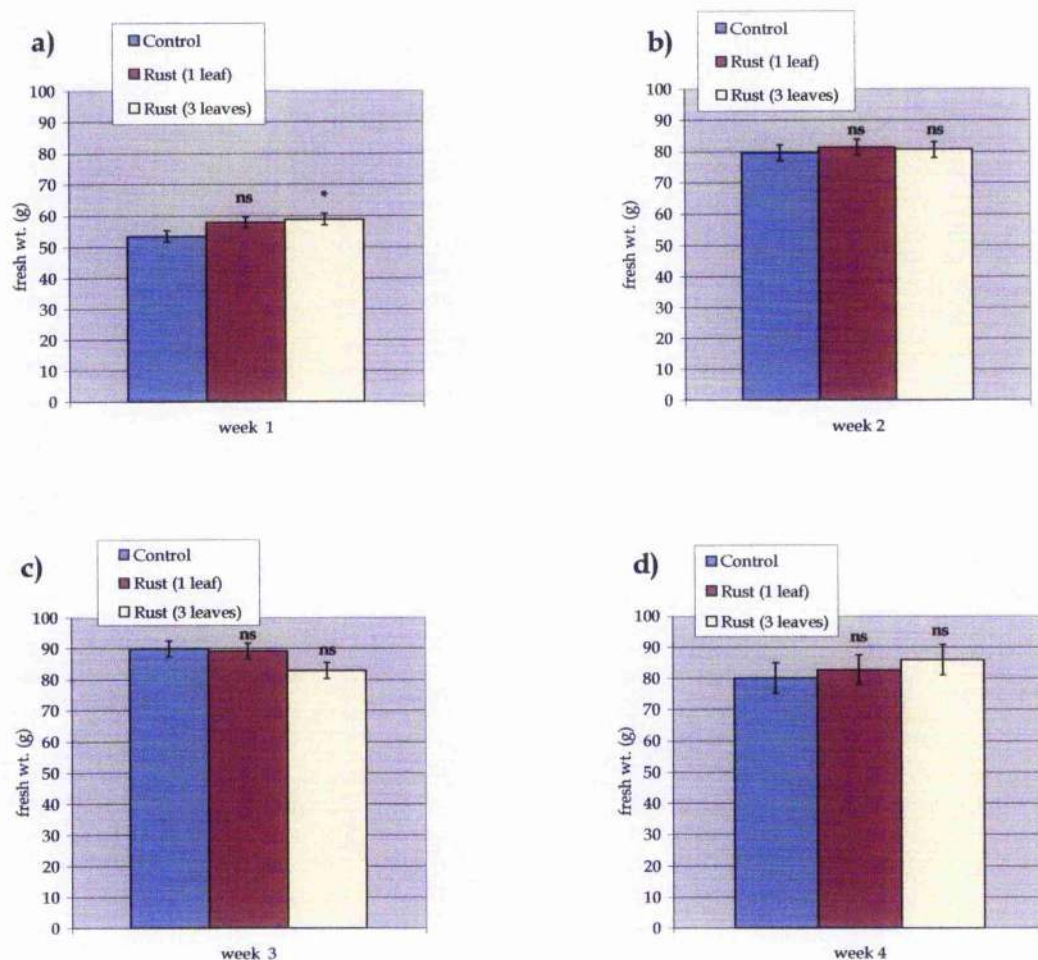 a)
Control
Rust (1 leaf)
Rust (3 leaves)
100
90
80
70
60
50
40
30
20
10
0
fresh wt. (g)
ns
*
week 1
b)
Control
Rust (1 leaf)
Rust (3 leaves)
100
90
80
70
60
50
40
30
20
10
0
fresh wt. (g)
ns ns
week 2
c)
Control
Rust (1 leaf)
Rust (3 leaves)
100
90
80
70
60
50
40
30
20
10
0
fresh wt. (g)
ns
ns
week 3
d)
Control
Rust (1 leaf)
Rust (3 leaves)
100
90
80
70
60
50
40
30
20
10
0
fresh wt. (g)
ns
ns
week 4